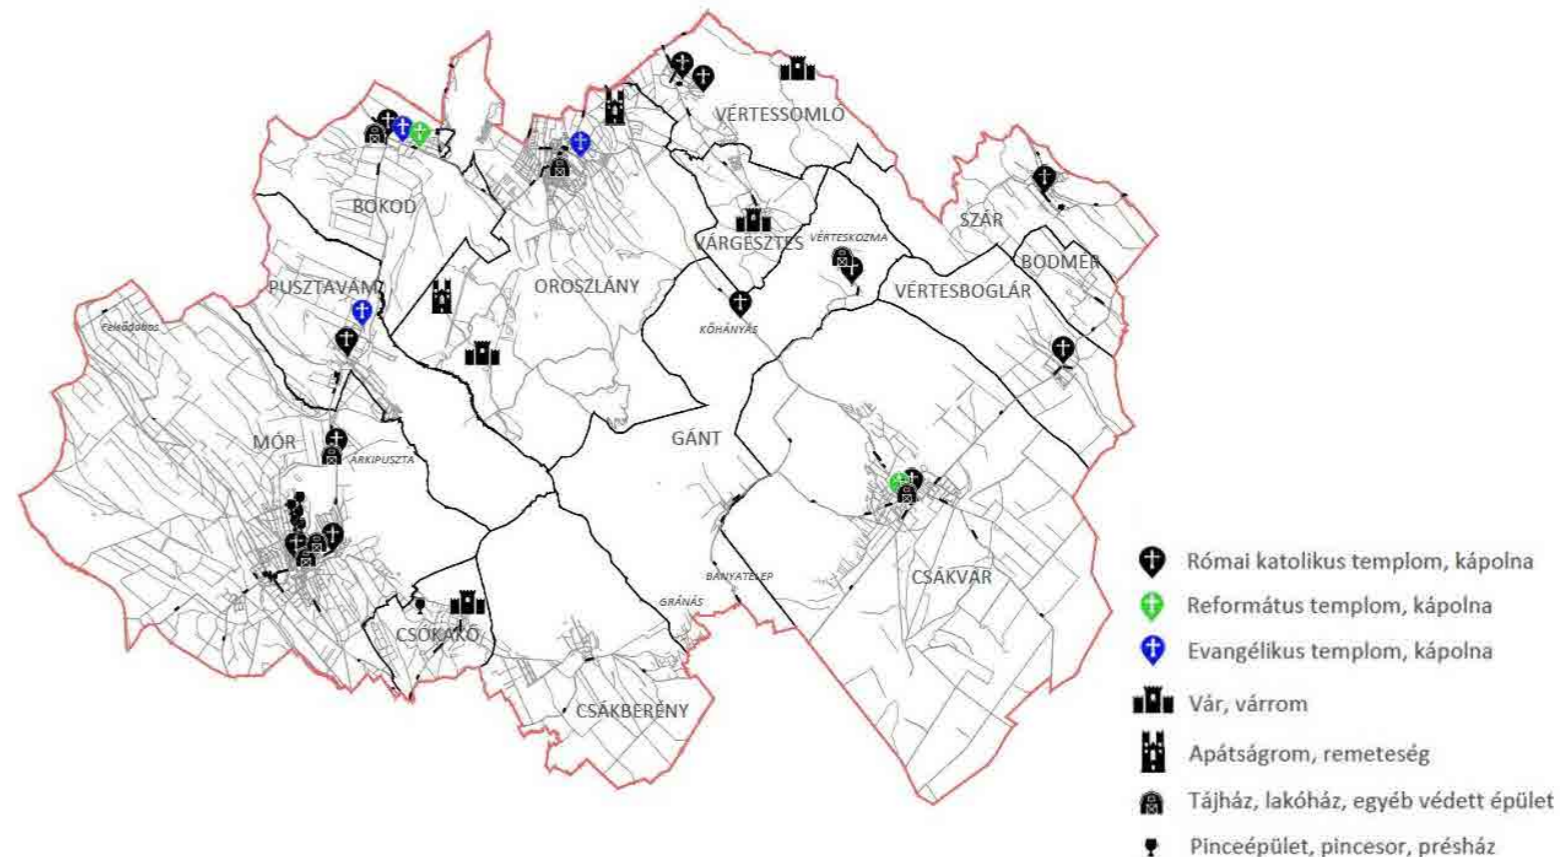 VÉRTESSOMLÓ
BOKOD
SZÁR
VÁRGESZTES
VÉRTESKOZMA
BODMÉR
PUSZTAVÁM
OROSZLÁNY
VÉRTESBOGLÁR
Felsődobos
KŐHÁNYÁS
MÓR
GÁNT
ÁRKIPUSZTA
BÁNYATELEP
CSÁKVÁR
GRÁNÁS
CSÓKAKŐ
CSÁKBERÉNY
Római katolikus templom, kápolna
Református templom, kápolna
Evangélikus templom, kápolna
Vár, várrom
Apátságrom, remeteség
Tájház, lakóház, egyéb védett épület
Pinceépület, pincesor, présház